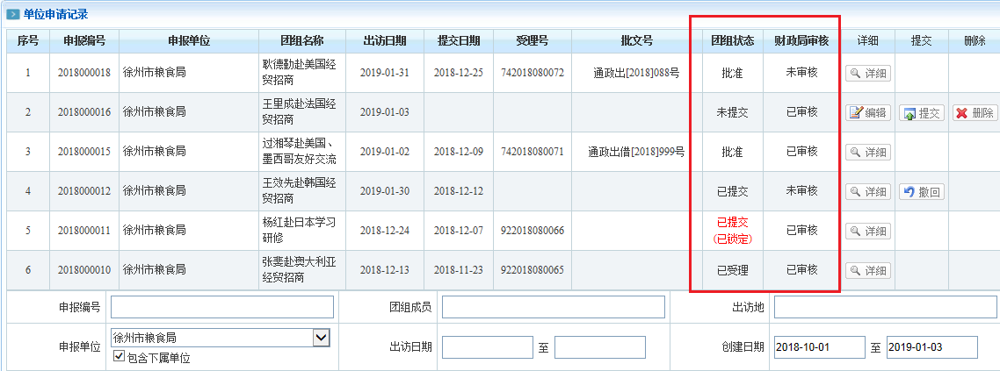 单位申请记录
序号 申报编号 申报单位 团组名称 出访日期 提交日期 受理号 批文号 团组状态 财政局审核 详细 提交 删除
1 2018000018 徐州市粮食局 耿德勤赴美国经 2019-01-31 2018-12-25 742018080072 通政出[2018]088号 批准 未审核 详细
贸招商
2 2018000016 徐州市粮食局 王里成赴法国经 2019-01-03 未提交 已审核 编辑 提交 删除
贸招商
3 2018000015 徐州市粮食局 过湘琴赴美国、 2019-01-02 2018-12-09 742018080071 通政出借[2018]999号 批准 已审核 详细
墨西哥友好交流
4 2018000012 徐州市粮食局 王效先赴韩国经 2019-01-30 2018-12-12 已提交 未审核 详细 撤回
贸招商
5 2018000011 徐州市粮食局 杨红赴日本学习 2018-12-24 2018-12-07 922018080066 已提交 已审核 详细
研修 (已锁定)
6 2018000010 徐州市粮食局 张斐赴澳大利亚 2018-12-13 2018-11-23 922018080065 已受理 已审核 详细
经贸招商
申报编号 团组成员 出访地
申报单位 徐州市粮食局 出访日期 至 创建日期 2018-10-01 至 2019-01-03
包含下属单位